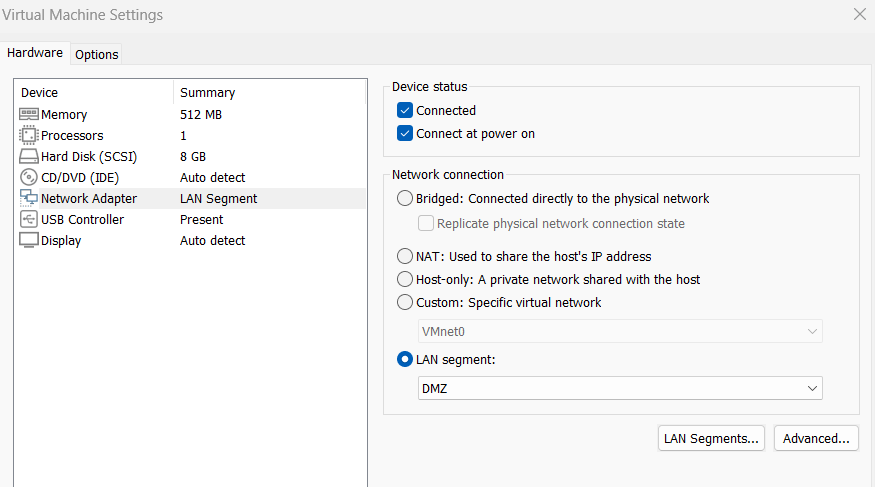 Virtual Machine Settings
Hardware Options
Device Summary
Memory 512 MB
Processors 1
Hard Disk (SCSI) 8 GB
CD/DVD (IDE) Auto detect
Network Adapter LAN Segment
USB Controller Present
Display Auto detect
Device status
Connected
Connect at power on
Network connection
Bridged: Connected directly to the physical network
Replicate physical network connection state
NAT: Used to share the host's IP address
Host-only: A private network shared with the host
Custom: Specific virtual network
VMnet0
LAN segment:
DMZ
LAN Segments... Advanced...